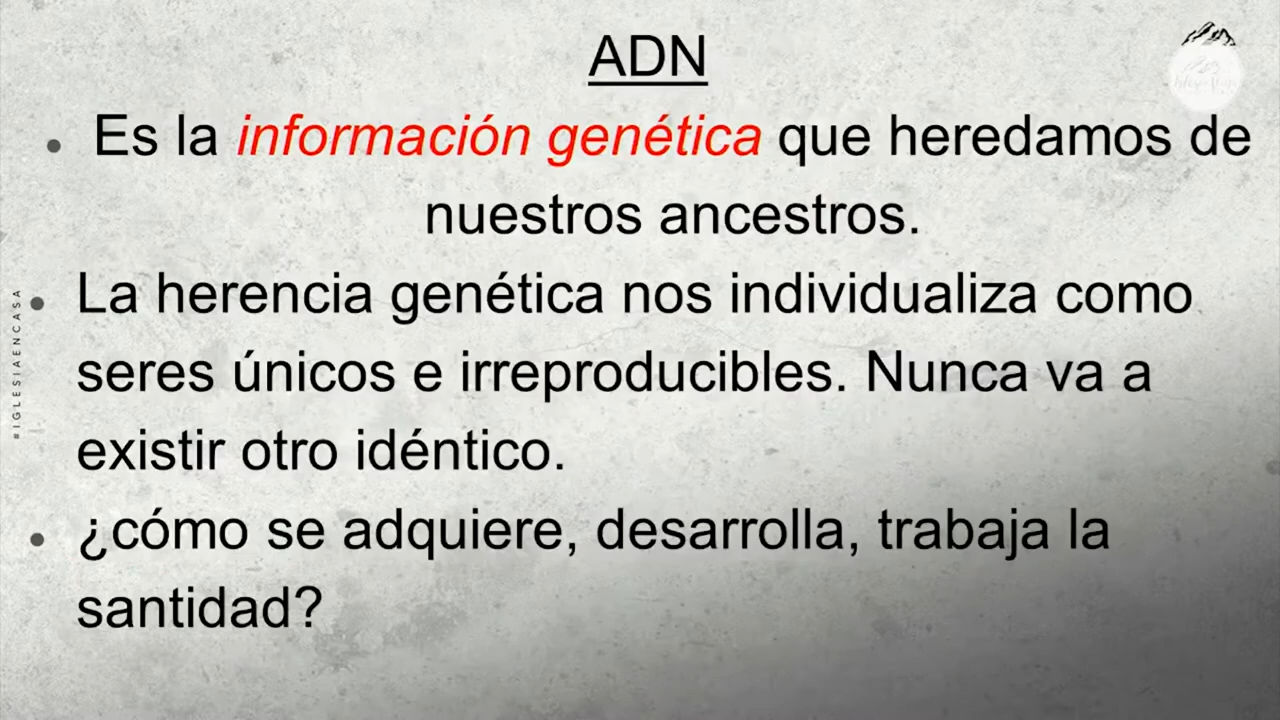 ADN
Es la información genética que heredamos de
nuestros ancestros.
La herencia genética nos individualiza como
seres únicos e irreproducibles. Nunca va a
existir otro idéntico.
¿cómo se adquiere, desarrolla, trabaja la
santidad?
#IGLESIAENCASA